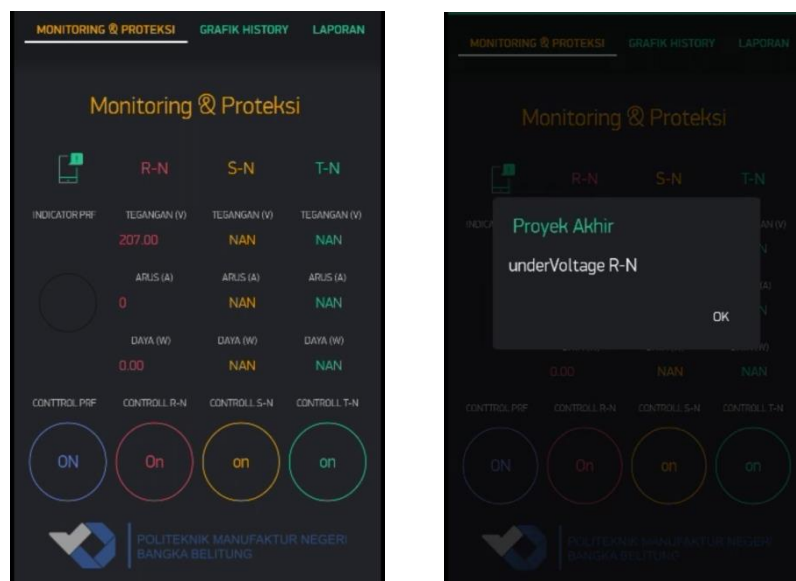 MONITORING & PROTEKSI GRAFIK HISTORY LAPORAN
Monitoring & Proteksi
R-N S-N T-N
INDICATOR PRF TEGANGAN (V) TEGANGAN (V) TEGANGAN (V)
207.00 NAN NAN
ARUS (A) ARUS (A) ARUS (A)
0 NAN NAN
DAYA (W) DAYA (W) DAYA (W)
0.00 NAN NAN
CONTTROL PRF CONTROLL R-N CONTROLL S-N CONTROLL T-N
ON On on on
POLITEKNIK MANUFAKTUR NEGERI
BANGKA BELITUNG
MONITORING & PROTEKSI GRAFIK HISTORY LAPORAN
Monitoring & Proteksi
R-N S-N T-N
Proyek Akhir
underVoltage R-N
OK
0.00 NAN NAN
CONTTROL PRF CONTROLL R-N CONTROLL S-N CONTROLL T-N
ON On on on
POLITEKNIK MANUFAKTUR NEGERI
BANGKA BELITUNG